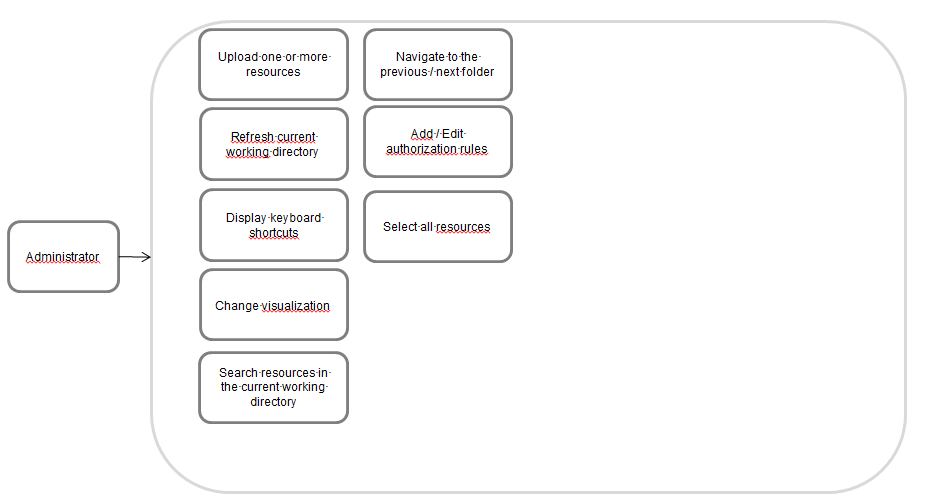 Upload one or more
resources
Navigate to the
previous / next folder
Refresh current
working directory
Add / Edit
authorization rules
Display keyboard
shortcuts
Select all resources
Administrator
Change visualization
Search resources in
the current working
directory